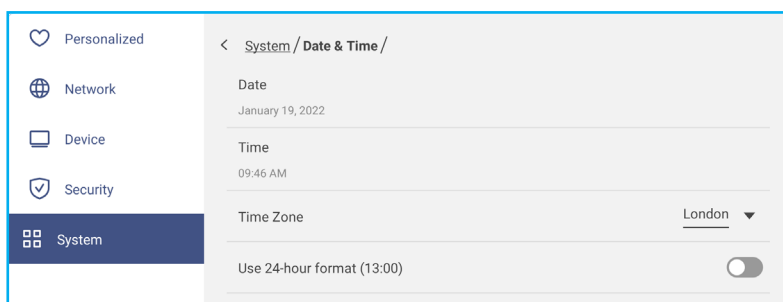 Personalized
Network
Device
Security
System
System / Date & Time /
Date
January 19, 2022
Time
09:46 AM
Time Zone
London
Use 24-hour format (13:00)